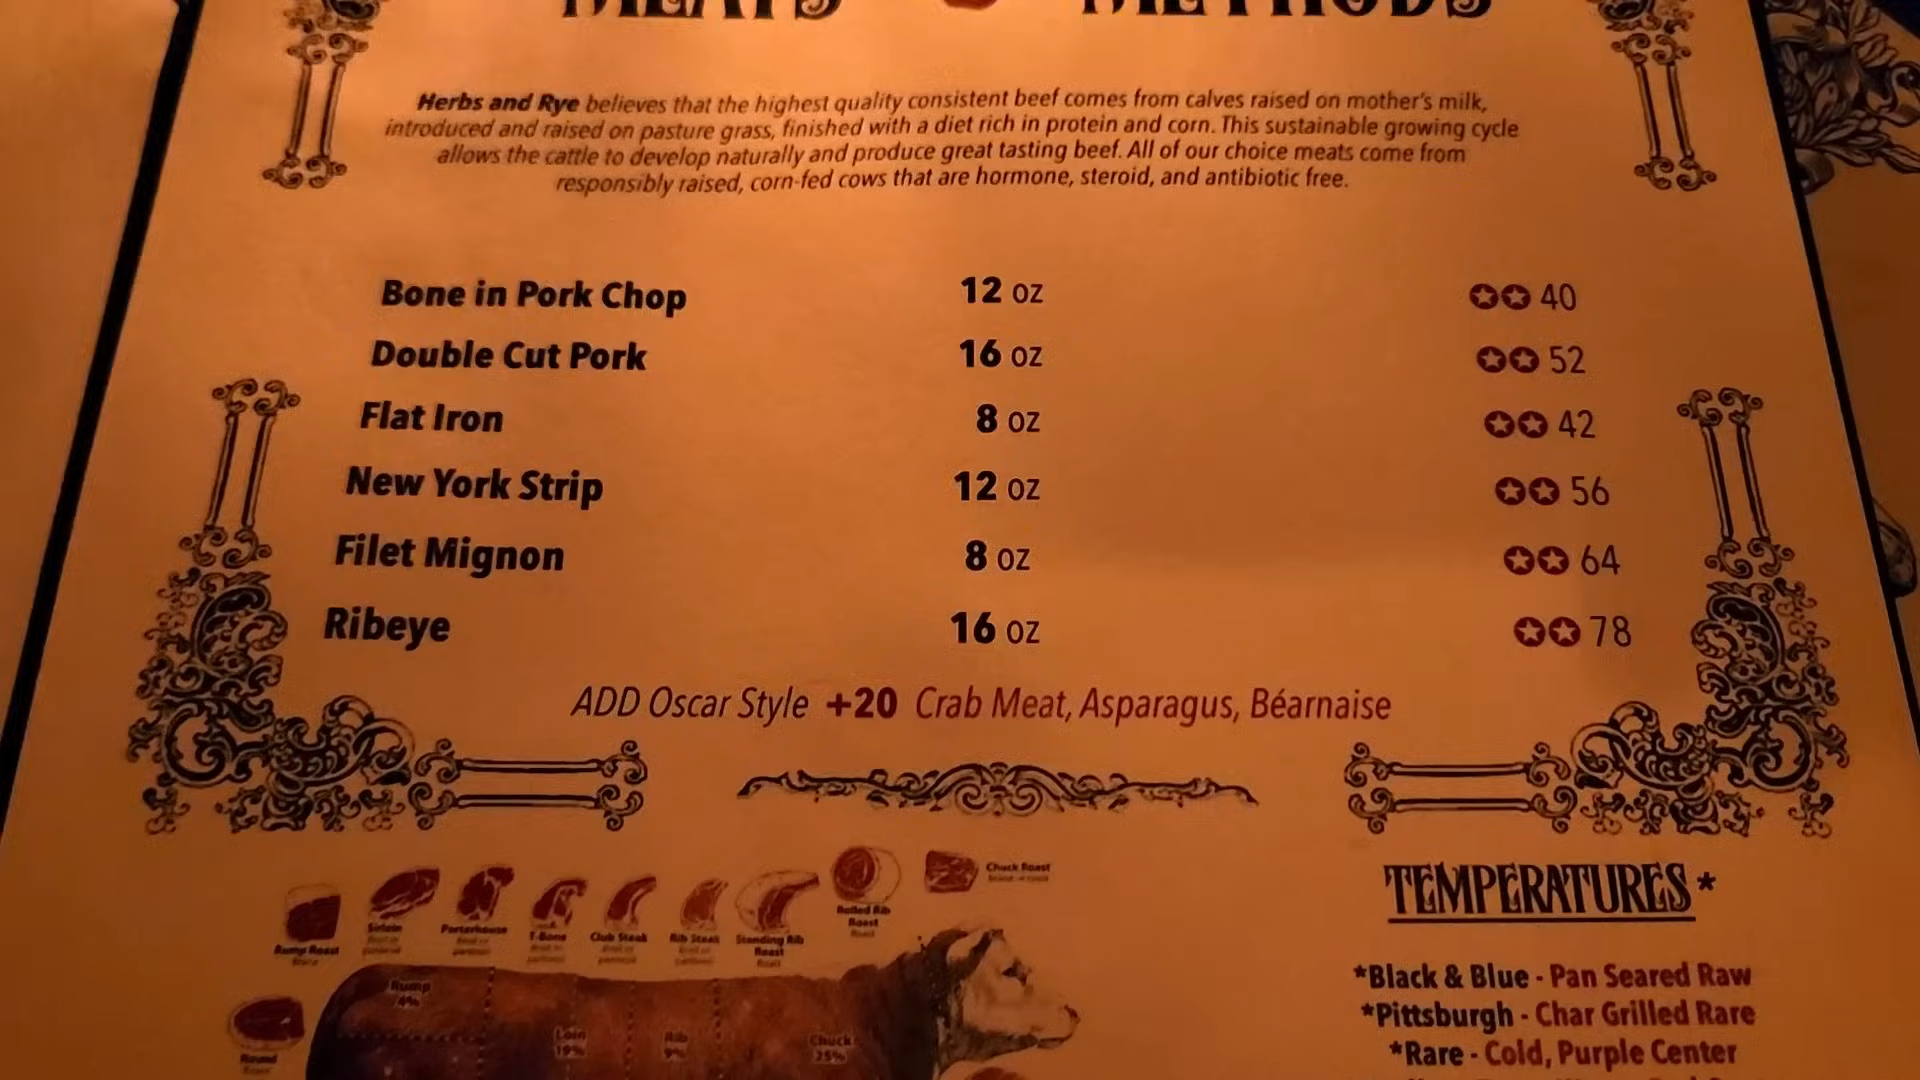 MEATS METHODS
Herbs and Rye believes that the highest quality consistent beef comes from calves raised on mother's milk,
introduced and raised on pasture grass, finished with a diet rich in protein and corn. This sustainable growing cycle
allows the cattle to develop naturally and produce great tasting beef. All of our choice meats come from
responsibly raised, corn-fed cows that are hormone, steroid, and antibiotic free.
Bone in Pork Chop 12 oz ✪✪ 40
Double Cut Pork 16 oz ✪✪ 52
Flat Iron 8 oz ✪✪ 42
New York Strip 12 oz ✪✪ 56
Filet Mignon 8 oz ✪✪ 64
Ribeye 16 oz ✪✪ 78
ADD Oscar Style +20 Crab Meat, Asparagus, Béarnaise
Chuck Roast
Rolled Rib
Roast
Rump Roast
Sirloin
Porterhouse
T-Bone
Club Steak
Rib Steak
Standing Rib
Roast
Round
Rump
4%
Loin
19%
Rib
9%
Chuck
25%
TEMPERATURES*
*Black & Blue - Pan Seared Raw
*Pittsburgh - Char Grilled Rare
*Rare - Cold, Purple Center